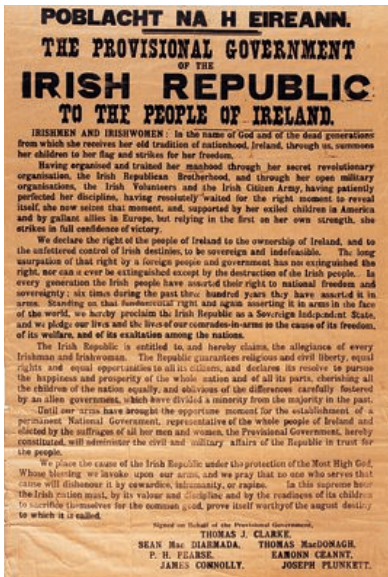 POBLACHT NA H EIREANN.
THE PROVISIONAL GOVERNMENT
OF THE
IRISH REPUBLIC
TO THE PEOPLE OF IRELAND.
IRISHMEN AND IRISHWOMEN : In the name of God and of the dead generations
from which she receives her old tradition of nationhood, Ireland, through us, summons
her children to her flag and strikes for her freedom.
Having organised and trained her manhood through her secret revolutionary
organisation, the Irish Republican Brotherhood, and through her open military
organisations, the Irish Volunteers and the Irish Citizen Army, having patiently
perfected her discipline, having resolutely waited for the right moment to reveal
itself, she now seizes that moment, and, supported by her exiled children in America
and by gallant allies in Europe, but relying in the first on her own strength, she
strikes in full confidence of victory.
We declare the right of the people of Ireland to the ownership of Ireland, and to
the unfettered control of Irish destinies, to be sovereign and indefeasible. The long
usurpation of that right by a foreign people and government has not extinguished the
right, nor can it ever be extinguished except by the destruction of the Irish people. In
every generation the Irish people have asserted their right to national freedom and
sovereignty ; six times during the past three hundred years they have asserted it in
arms. Standing on that fundamental right and again asserting it in arms in the face
of the world, we hereby proclaim the Irish Republic as a Sovereign Independent State,
and we pledge our lives and the lives of our comrades-in-arms to the cause of its freedom,
of its welfare, and of its exaltation among the nations.
The Irish Republic is entitled to, and hereby claims, the allegiance of every
Irishman and Irishwoman. The Republic guarantees religious and civil liberty, equal
rights and equal opportunities to all its citizens, and declares its resolve to pursue
the happiness and prosperity of the whole nation and of all its parts, cherishing all
the children of the nation equally, and oblivious of the differences carefully fostered
by an alien government, which have divided a minority from the majority in the past.
Until our arms have brought the opportune moment for the establishment of a
permanent National Government, representative of the whole people of Ireland and
elected by the suffrages of all her men and women, the Provisional Government, hereby
constituted, will administer the civil and military affairs of the Republic in trust for
the people.
We place the cause of the Irish Republic under the protection of the Most High God,
Whose blessing we invoke upon our arms, and we pray that no one who serves that
cause will dishonour it by cowardice, inhumanity, or rapine. In this supreme hour
the Irish nation must, by its valour and discipline and by the readiness of its children
to sacrifice themselves for the common good, prove itself worthy of the august destiny
to which it is called.
Signed on Behalf of the Provisional Government,
THOMAS J. CLARKE,
SEAN Mac DIARMADA, THOMAS MacDONAGH,
P. H. PEARSE, EAMONN CEANNT,
JAMES CONNOLLY. JOSEPH PLUNKETT.